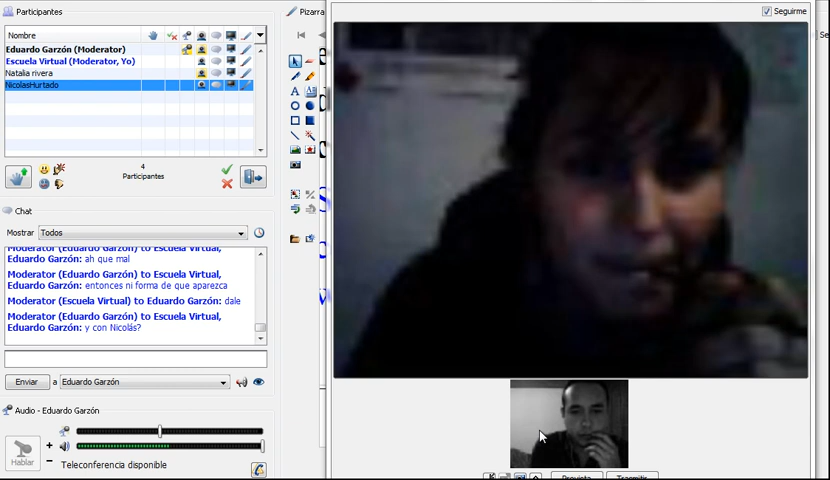 Participantes
Nombre
Eduardo Garzón (Moderator)
Escuela Virtual (Moderator, Yo)
Natalia rivera
NicolasHurtado
4
Participantes
Chat
Mostrar Todos
Moderator (Eduardo Garzón) to Escuela Virtual,
Eduardo Garzón: ah que mal
Moderator (Eduardo Garzón) to Escuela Virtual,
Eduardo Garzón: entonces ni forma de que aparezca
Moderator (Escuela Virtual) to Eduardo Garzón: dale
Moderator (Eduardo Garzón) to Escuela Virtual,
Eduardo Garzón: y con Nicolás?
Enviar a Eduardo Garzón
Audio - Eduardo Garzón
Hablar
Teleconferencia disponible
Pizarra
A
A
Seguirme